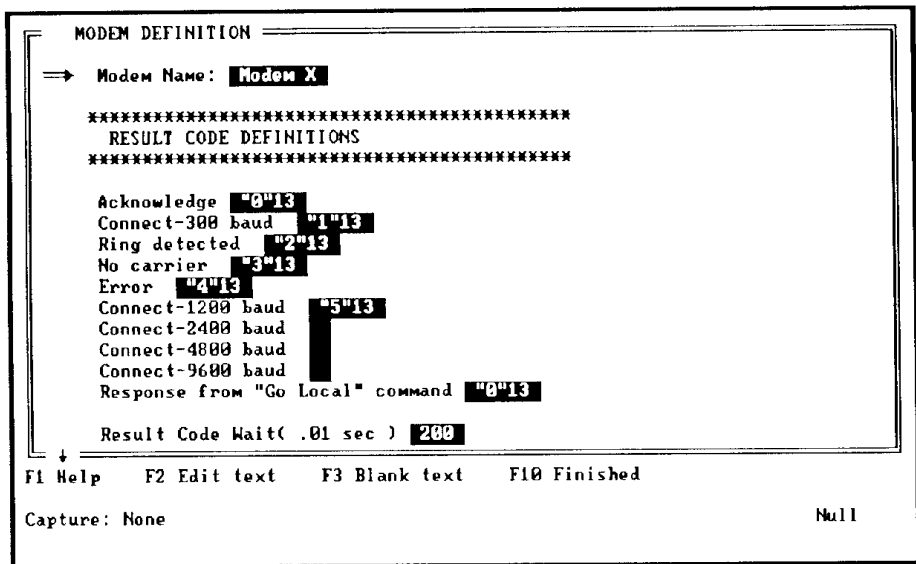 MODEM DEFINITION
⇒ Modem Name: Modem X
*********************************************
RESULT CODE DEFINITIONS
*********************************************
Acknowledge "0"13
Connect-300 baud "1"13
Ring detected "2"13
No carrier "3"13
Error "4"13
Connect-1200 baud "5"13
Connect-2400 baud
Connect-4800 baud
Connect-9600 baud
Response from "Go Local" command "0"13
Result Code Wait( .01 sec ) 200
↓
F1 Help F2 Edit text F3 Blank text F10 Finished
Capture: None Null